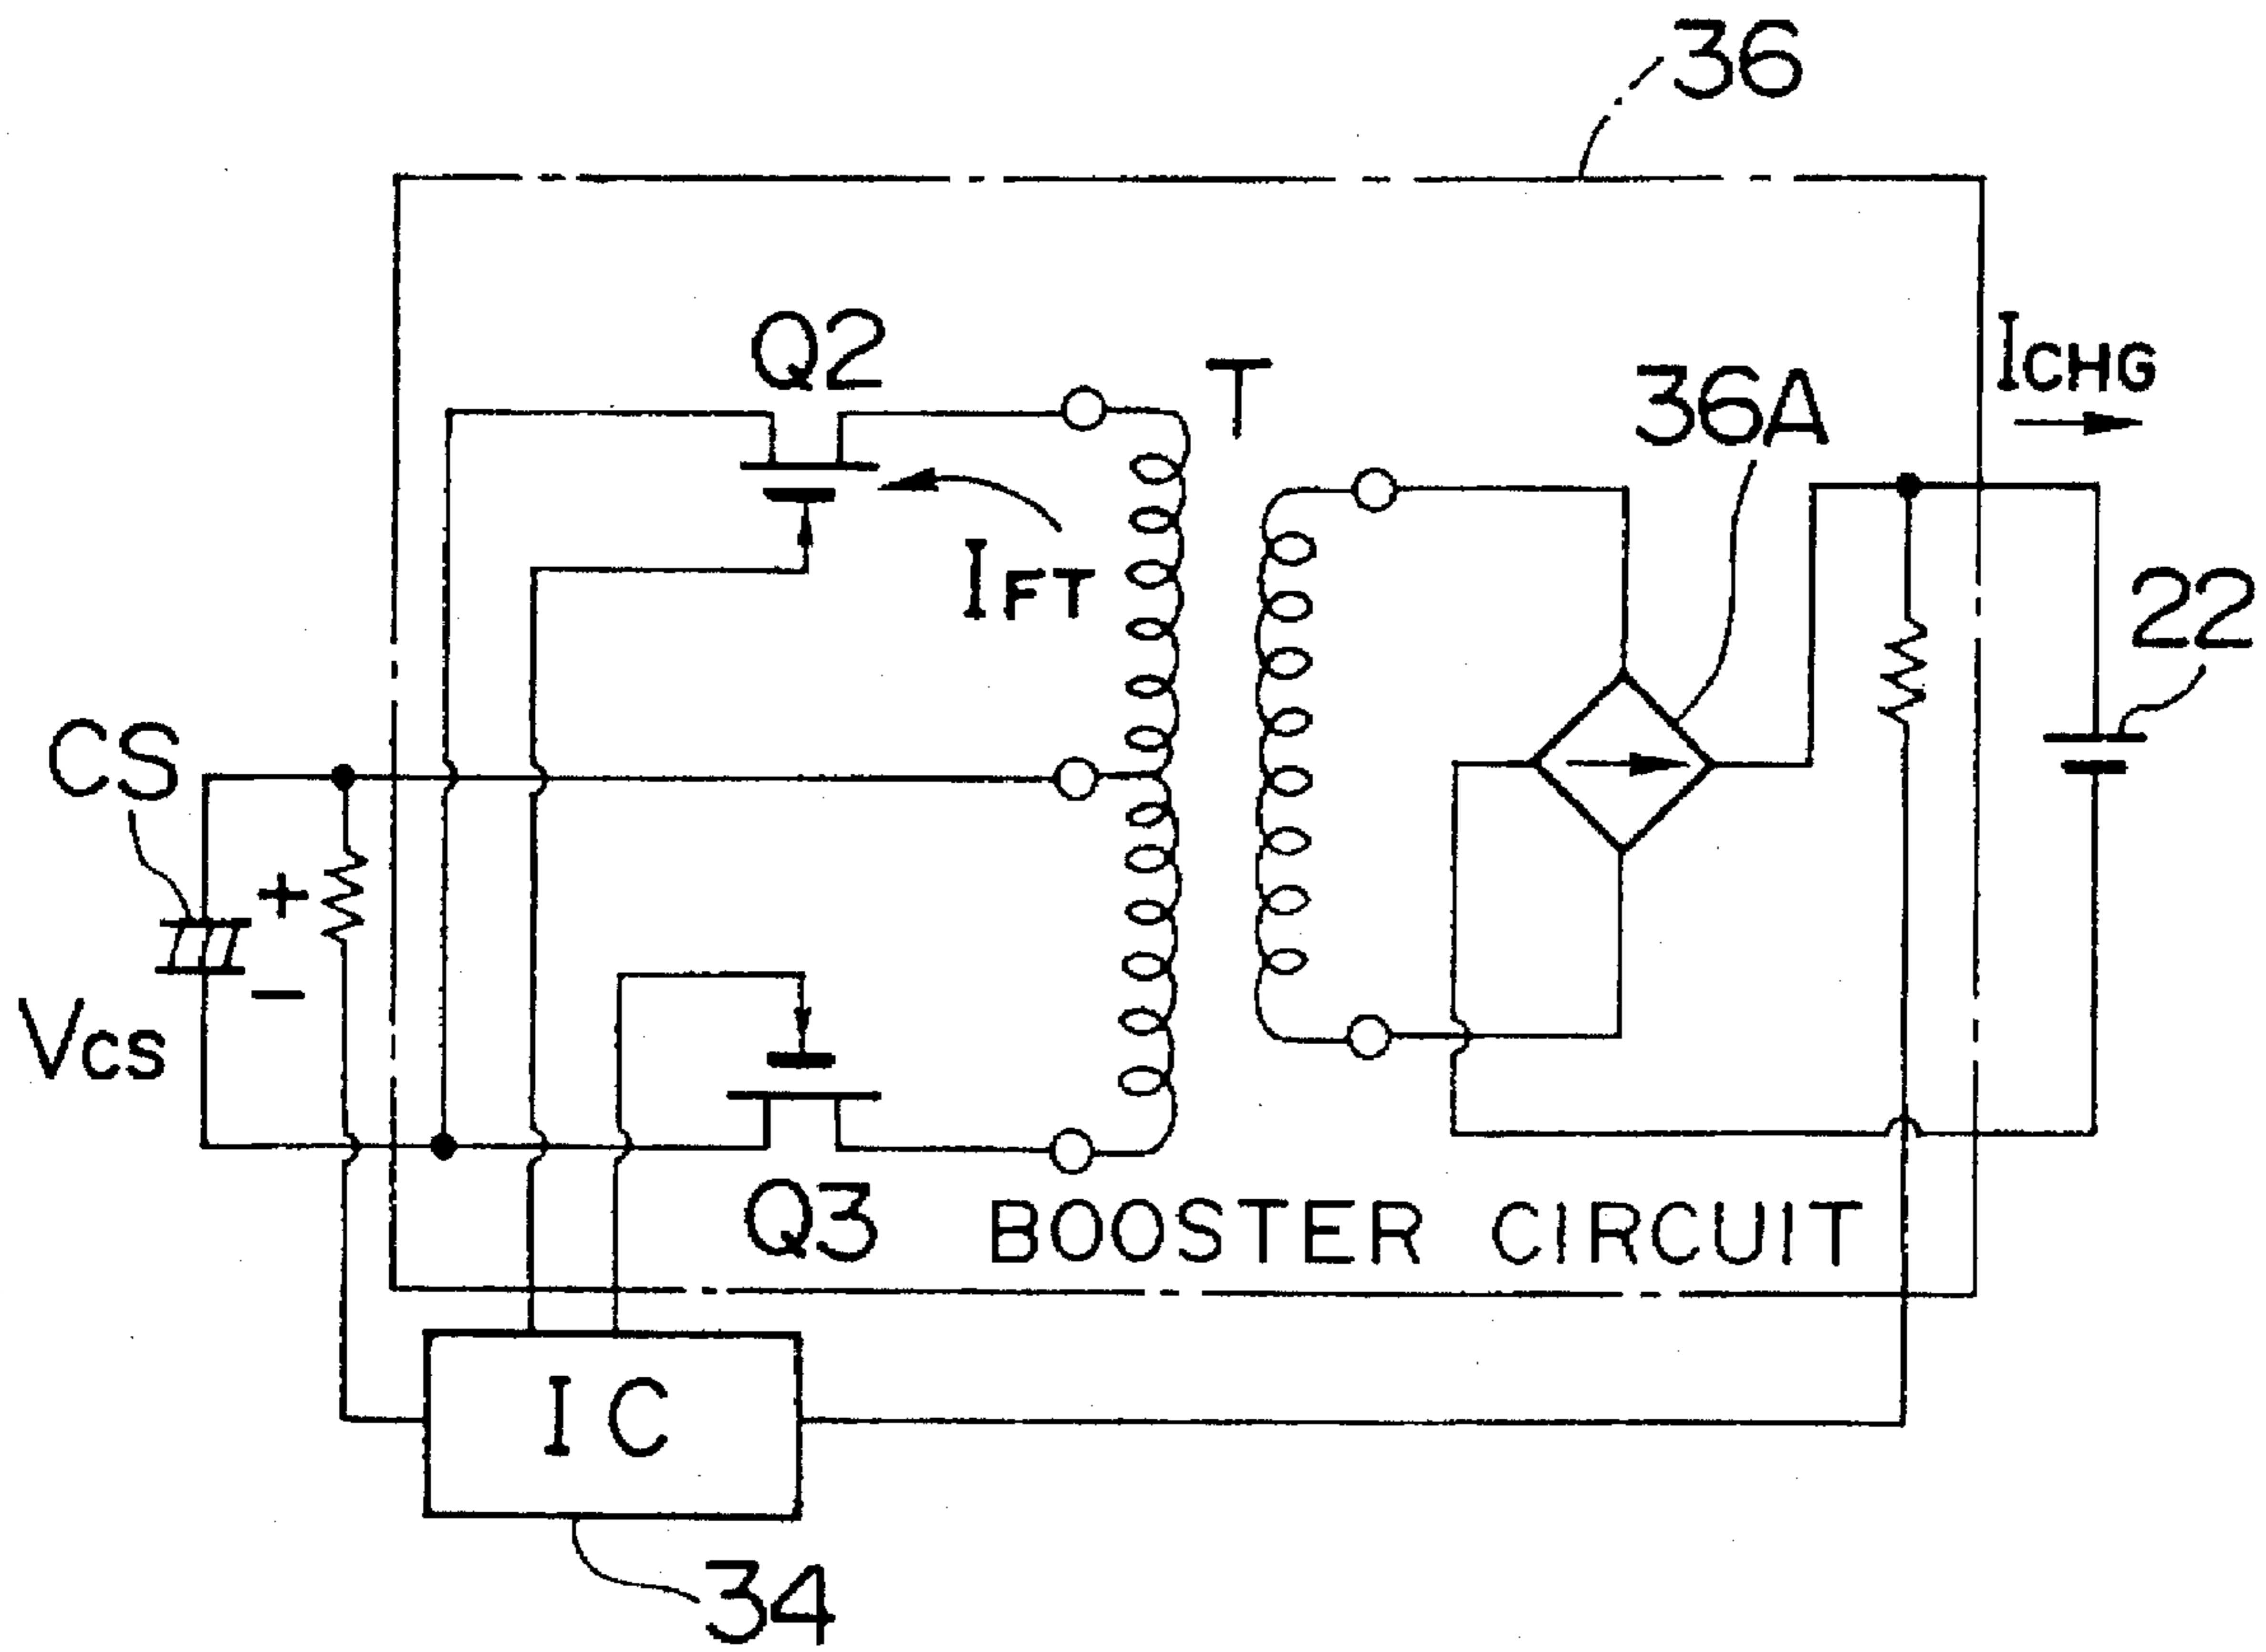 36
Q2
T
36A
ICHG
IFT
22
CS
+
−
VCS
Q3
BOOSTER CIRCUIT
IC
34